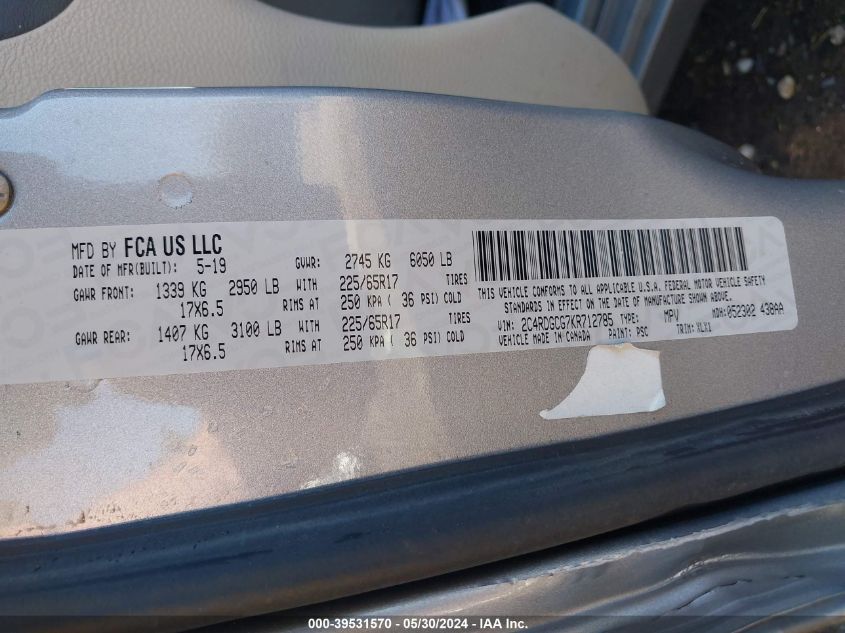 MFD BY FCA US LLC
DATE OF MFR(BUILT): 5-19 GVWR: 2745 KG 6050 LB
GAWR FRONT: 1339 KG 2950 LB WITH 225/65R17 TIRES
17X6.5 RIMS AT 250 KPA ( 36 PSI) COLD
GAWR REAR: 1407 KG 3100 LB WITH 225/65R17 TIRES
17X6.5 RIMS AT 250 KPA ( 36 PSI) COLD
THIS VEHICLE CONFORMS TO ALL APPLICABLE U.S.A. FEDERAL MOTOR VEHICLE SAFETY
STANDARDS IN EFFECT ON THE DATE OF MANUFACTURE SHOWN ABOVE.
VIN: 2C4RDGCG7KR712785 TYPE: MPV MDH: 052302 438AA
VEHICLE MADE IN CANADA PAINT: PSC TRIM: XLX1
000-39531570 - 05/30/2024 - IAA Inc.